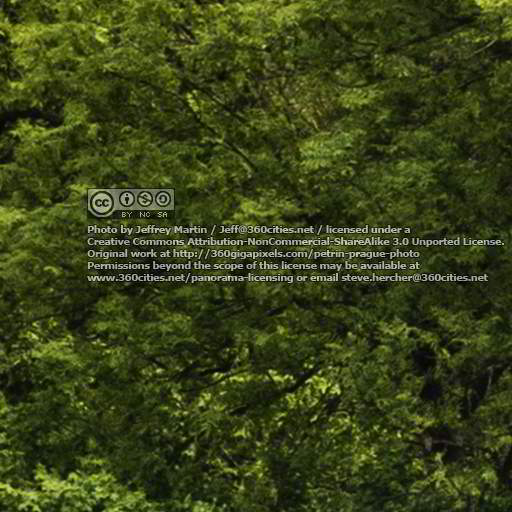 cc
BY NC SA
Photo by Jeffrey Martin / Jeff@360cities.net / licensed under a
Creative Commons Attribution-NonCommercial-ShareAlike 3.0 Unported License.
Original work at http://360gigapixels.com/petrin-prague-photo
Permissions beyond the scope of this license may be available at
www.360cities.net/panorama-licensing or email steve.hercher@360cities.net